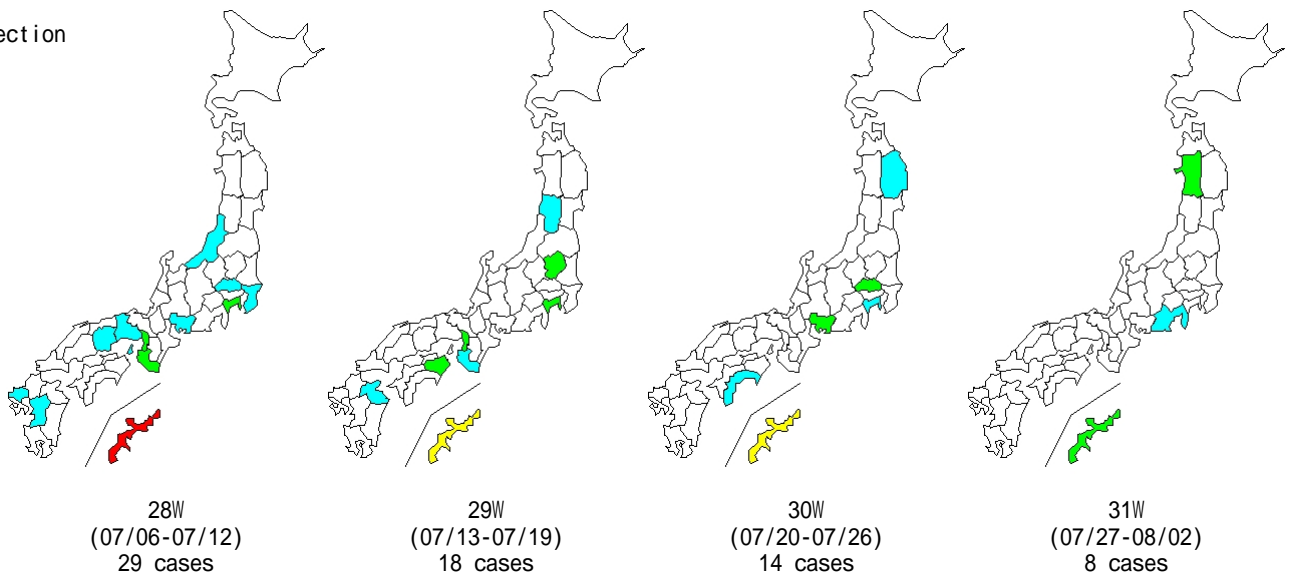 ection
28W
(07/06-07/12)
29 cases
29W
(07/13-07/19)
18 cases
30W
(07/20-07/26)
14 cases
31W
(07/27-08/02)
8 cases